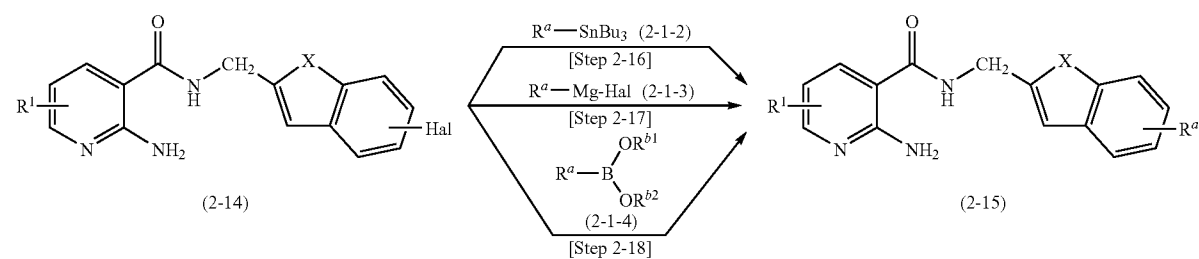 R¹
N
NH₂
O
N
H
CH₂
X
Hal
(2-14)
Rᵃ—SnBu₃ (2-1-2)
[Step 2-16]
Rᵃ—Mg-Hal (2-1-3)
[Step 2-17]
Rᵃ—B
ORᵇ¹
ORᵇ²
(2-1-4)
[Step 2-18]
R¹
N
NH₂
O
N
H
CH₂
X
Rᵃ
(2-15)